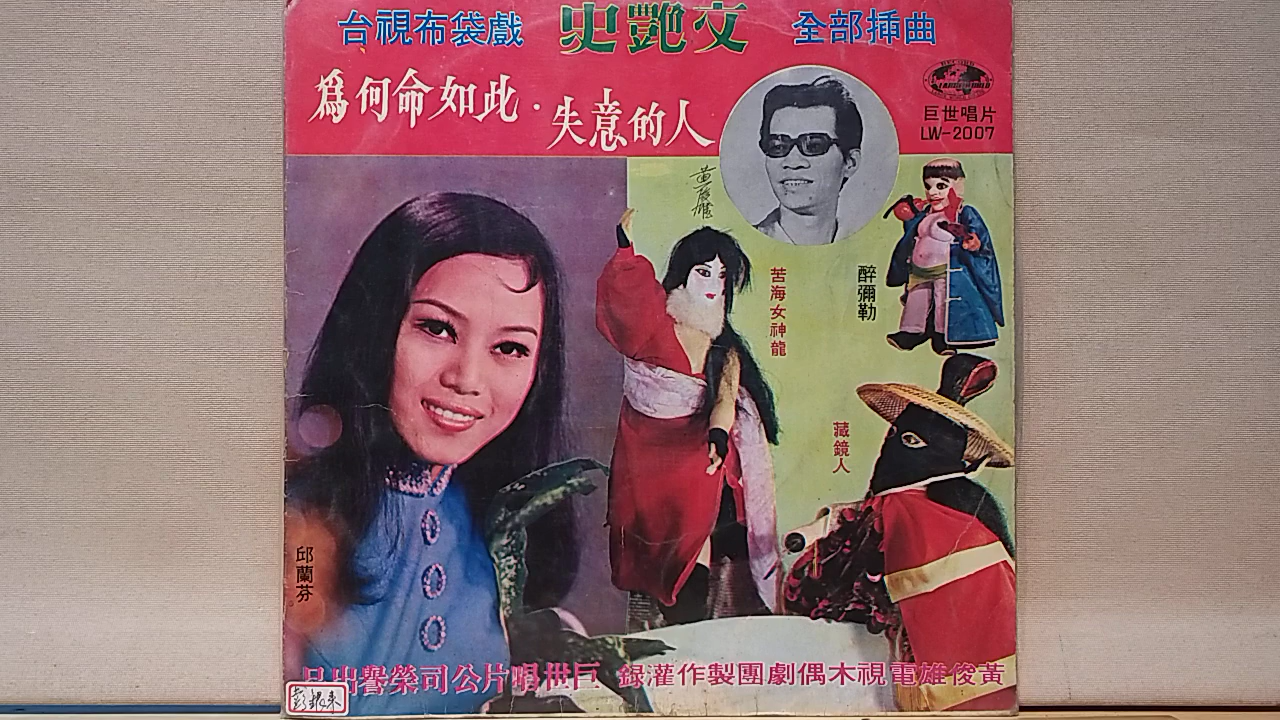 台視布袋戲 史艷文 全部揷曲
爲何命如此・失意的人
巨世唱片
LW-2007
黃俊雄
苦海女神龍
醉彌勒
藏鏡人
邱蘭芬
黃俊雄電視木偶劇團製作灌録 巨世唱片公司榮譽出品